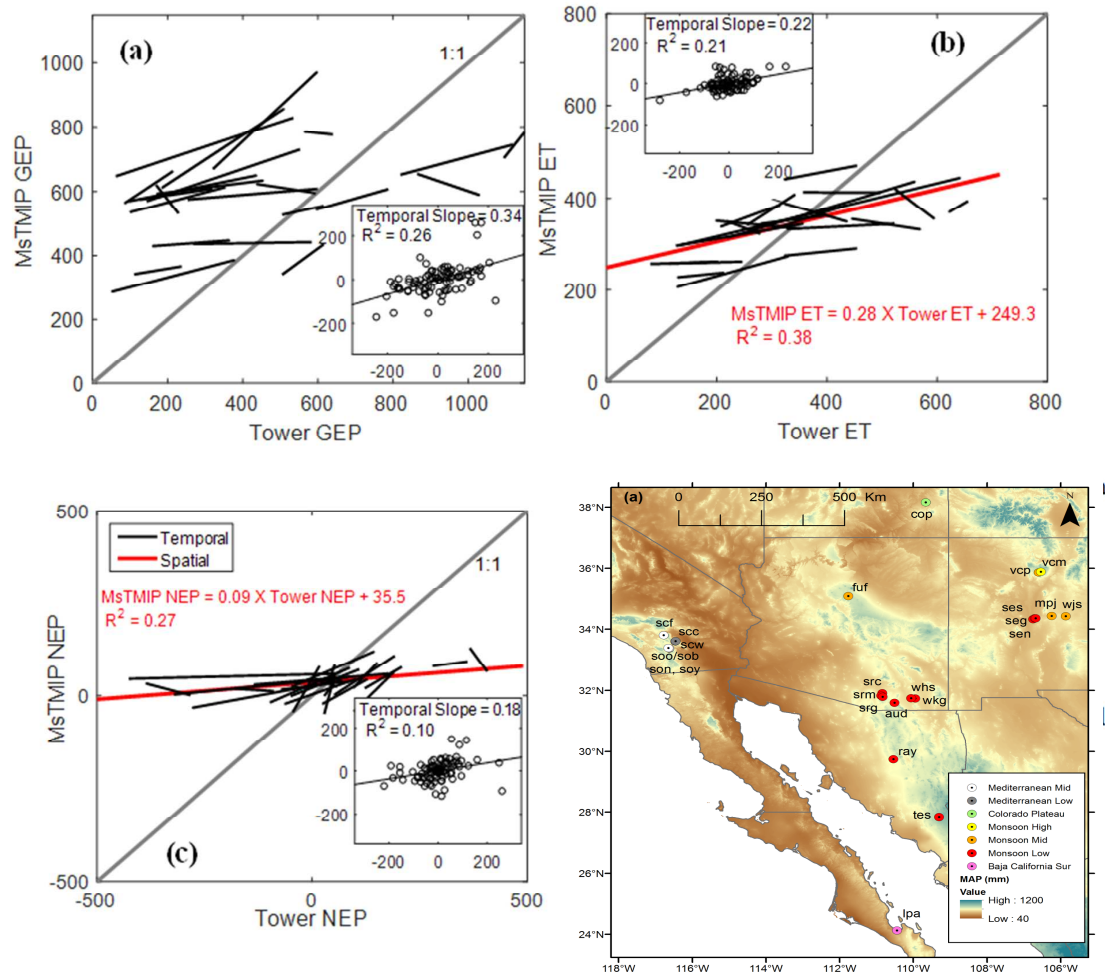 (a)
1:1
MsTMIP GEP
1000
800
600
400
200
0
0 200 400 600 800 1000
Tower GEP
Temporal Slope = 0.34
R² = 0.26
200
0
-200
-200 0 200
(b)
MsTMIP ET
800
600
400
200
0
0 200 400 600 800
Tower ET
Temporal Slope = 0.22
R² = 0.21
200
0
-200
-200 0 200
MsTMIP ET = 0.28 X Tower ET + 249.3
R² = 0.38
(c)
MsTMIP NEP
500
0
-500
-500 0 500
Tower NEP
Temporal
Spatial
1:1
MsTMIP NEP = 0.09 X Tower NEP + 35.5
R² = 0.27
Temporal Slope = 0.18
R² = 0.10
200
0
-200
-200 0 200
(a)
0 250 500 Km
N
38°N
36°N
34°N
32°N
30°N
28°N
26°N
24°N
118°W 116°W 114°W 112°W 110°W 108°W 106°W
cop
vcm
vcp
fuf
ses
mpj
wjs
seg
sen
scf
scc
scw
soo/sob
son, soy
src
srm
srg
whs
wkg
aud
ray
tes
lpa
Mediterranean Mid
Mediterranean Low
Colorado Plateau
Monsoon High
Monsoon Mid
Monsoon Low
Baja California Sur
MAP (mm)
Value
High : 1200
Low : 40